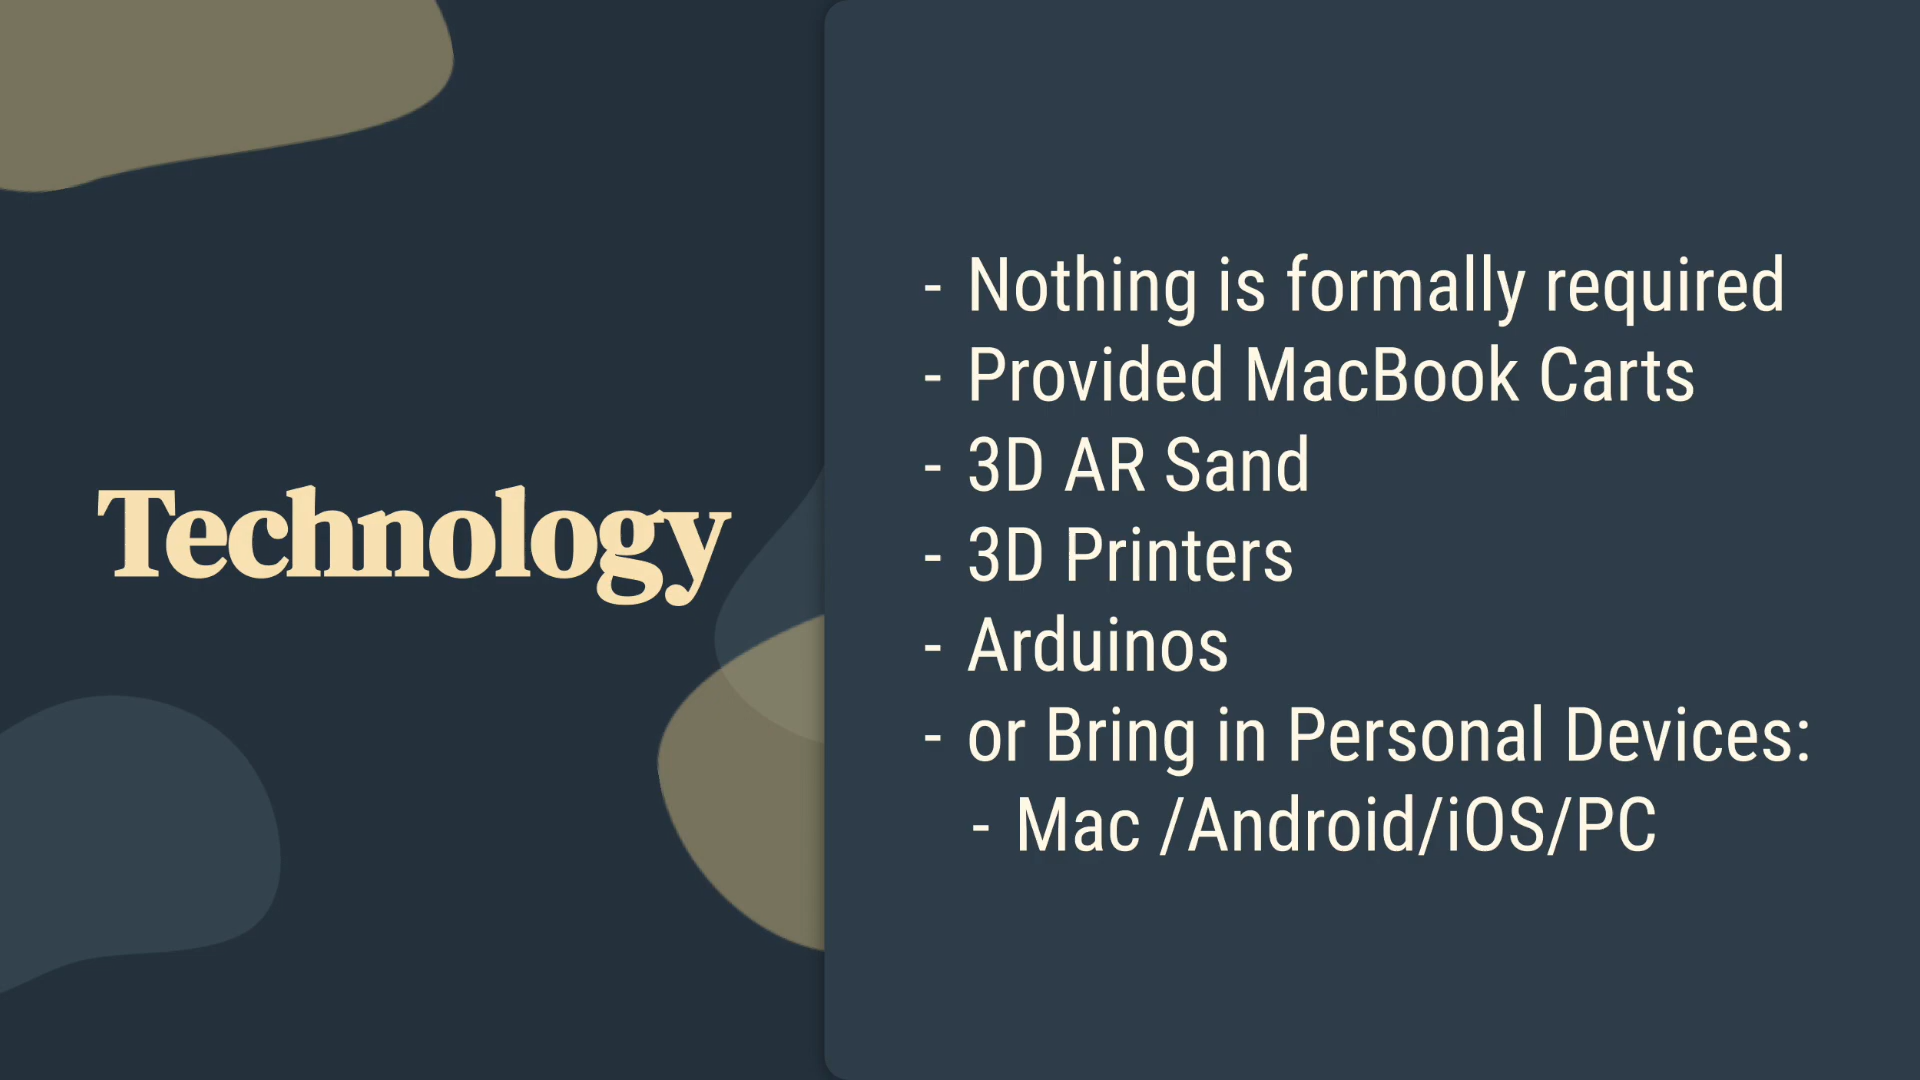 Technology
- Nothing is formally required
- Provided MacBook Carts
- 3D AR Sand
- 3D Printers
- Arduinos
- or Bring in Personal Devices:
- Mac /Android/iOS/PC